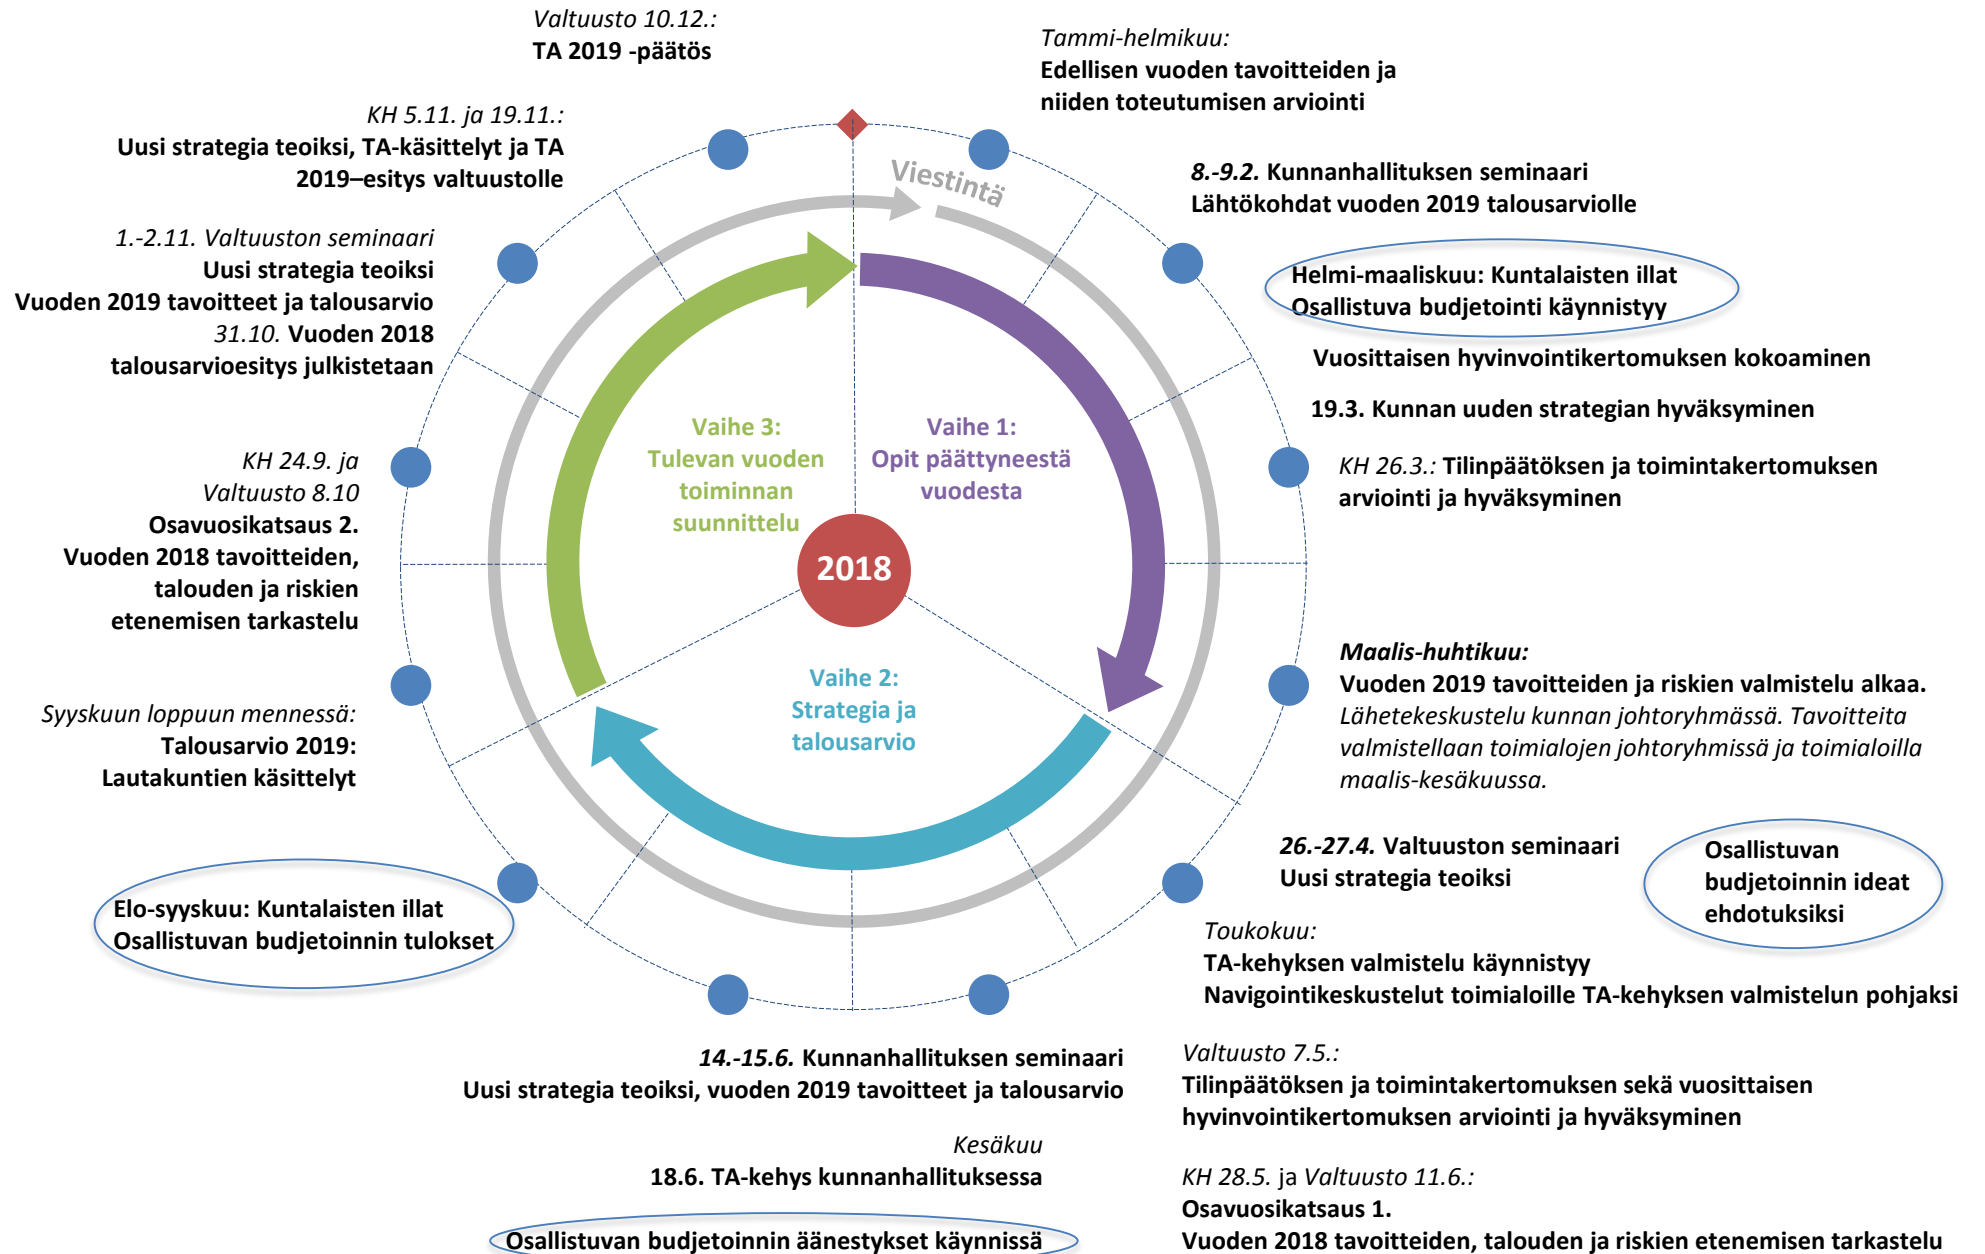 Valtuusto 10.12.:
TA 2019 -päätös
Tammi-helmikuu:
Edellisen vuoden tavoitteiden ja
niiden toteutumisen arviointi
KH 5.11. ja 19.11.:
Uusi strategia teoiksi, TA-käsittelyt ja TA
2019–esitys valtuustolle
Viestintä
8.-9.2. Kunnanhallituksen seminaari
Lähtökohdat vuoden 2019 talousarviolle
1.-2.11. Valtuuston seminaari
Uusi strategia teoiksi
Vuoden 2019 tavoitteet ja talousarvio
31.10. Vuoden 2018
talousarvioesitys julkistetaan
Helmi-maaliskuu: Kuntalaisten illat
Osallistuva budjetointi käynnistyy
Vuosittaisen hyvinvointikertomuksen kokoaminen
19.3. Kunnan uuden strategian hyväksyminen
Vaihe 3:
Tulevan vuoden
toiminnan
suunnittelu
Vaihe 1:
Opit päättyneestä
vuodesta
KH 24.9. ja
Valtuusto 8.10
Osavuosikatsaus 2.
Vuoden 2018 tavoitteiden,
talouden ja riskien
etenemisen tarkastelu
KH 26.3.: Tilinpäätöksen ja toimintakertomuksen
arviointi ja hyväksyminen
2018
Vaihe 2:
Strategia ja
talousarvio
Maalis-huhtikuu:
Vuoden 2019 tavoitteiden ja riskien valmistelu alkaa.
Lähetekeskustelu kunnan johtoryhmässä. Tavoitteita
valmistellaan toimialojen johtoryhmissä ja toimialoilla
maalis-kesäkuussa.
Syyskuun loppuun mennessä:
Talousarvio 2019:
Lautakuntien käsittelyt
26.-27.4. Valtuuston seminaari
Uusi strategia teoiksi
Osallistuvan
budjetoinnin ideat
ehdotuksiksi
Elo-syyskuu: Kuntalaisten illat
Osallistuvan budjetoinnin tulokset
Toukokuu:
TA-kehyksen valmistelu käynnistyy
Navigointikeskustelut toimialoille TA-kehyksen valmistelun pohjaksi
14.-15.6. Kunnanhallituksen seminaari
Uusi strategia teoiksi, vuoden 2019 tavoitteet ja talousarvio
Valtuusto 7.5.:
Tilinpäätöksen ja toimintakertomuksen sekä vuosittaisen
hyvinvointikertomuksen arviointi ja hyväksyminen
Kesäkuu
18.6. TA-kehys kunnanhallituksessa
KH 28.5. ja Valtuusto 11.6.:
Osavuosikatsaus 1.
Vuoden 2018 tavoitteiden, talouden ja riskien etenemisen tarkastelu
Osallistuvan budjetoinnin äänestykset käynnissä